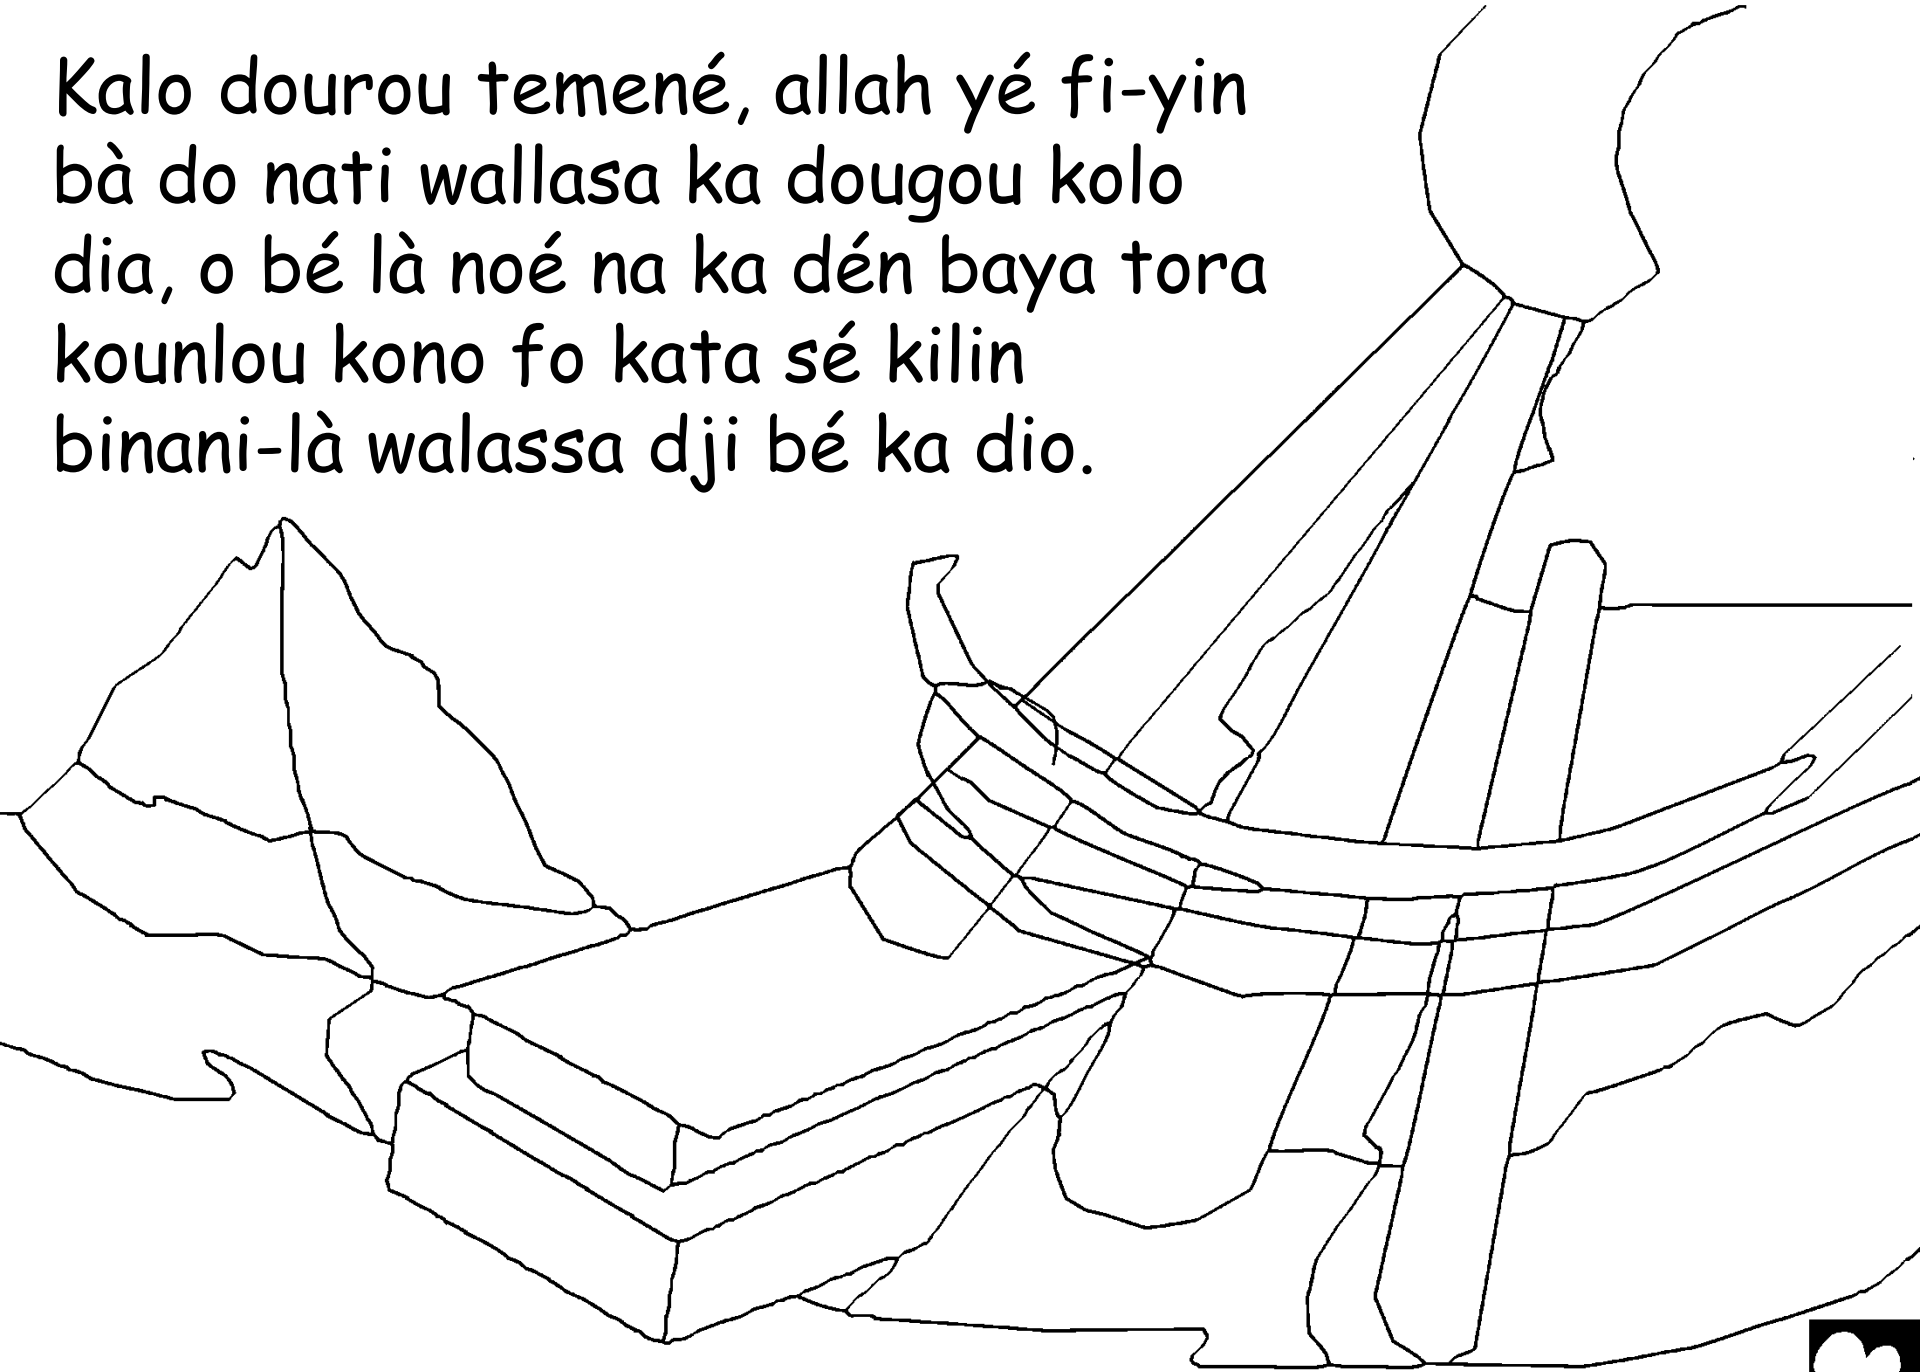 Kalo dourou temené, allah yé fi-yin
bà do nati wallasa ka dougou kolo
dia, o bé là noé na ka dén baya tora
kounlou kono fo kata sé kilin
binani-là walassa dji bé ka dio.